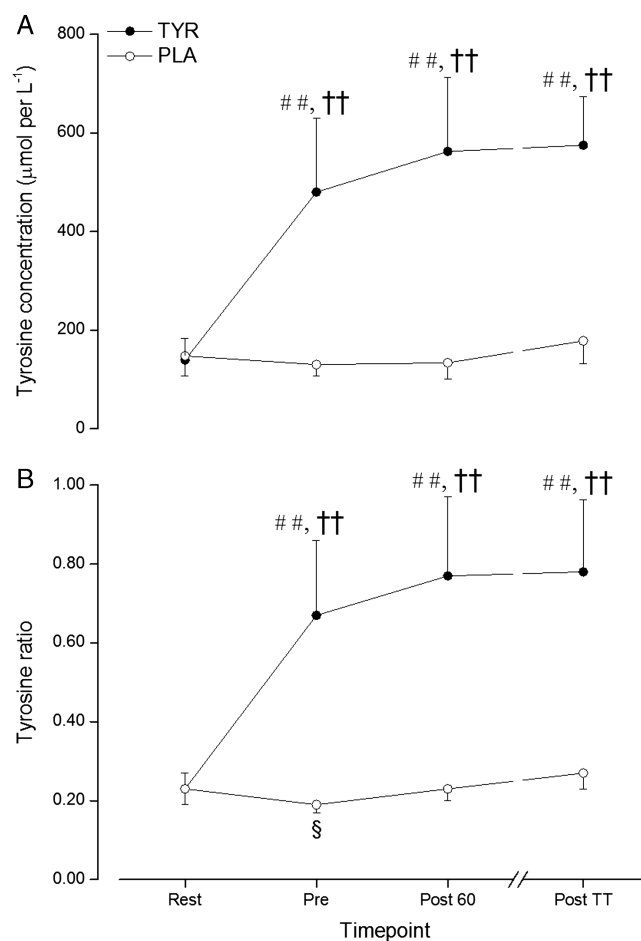 A
TYR
PLA
##, ††
##, ††
##, ††
Tyrosine concentration (μmol per L⁻¹)
800
600
400
200
0
B
##, ††
##, ††
##, ††
Tyrosine ratio
1.00
0.80
0.60
0.40
0.20
0.00
§
Rest Pre Post 60 Post TT
Timepoint